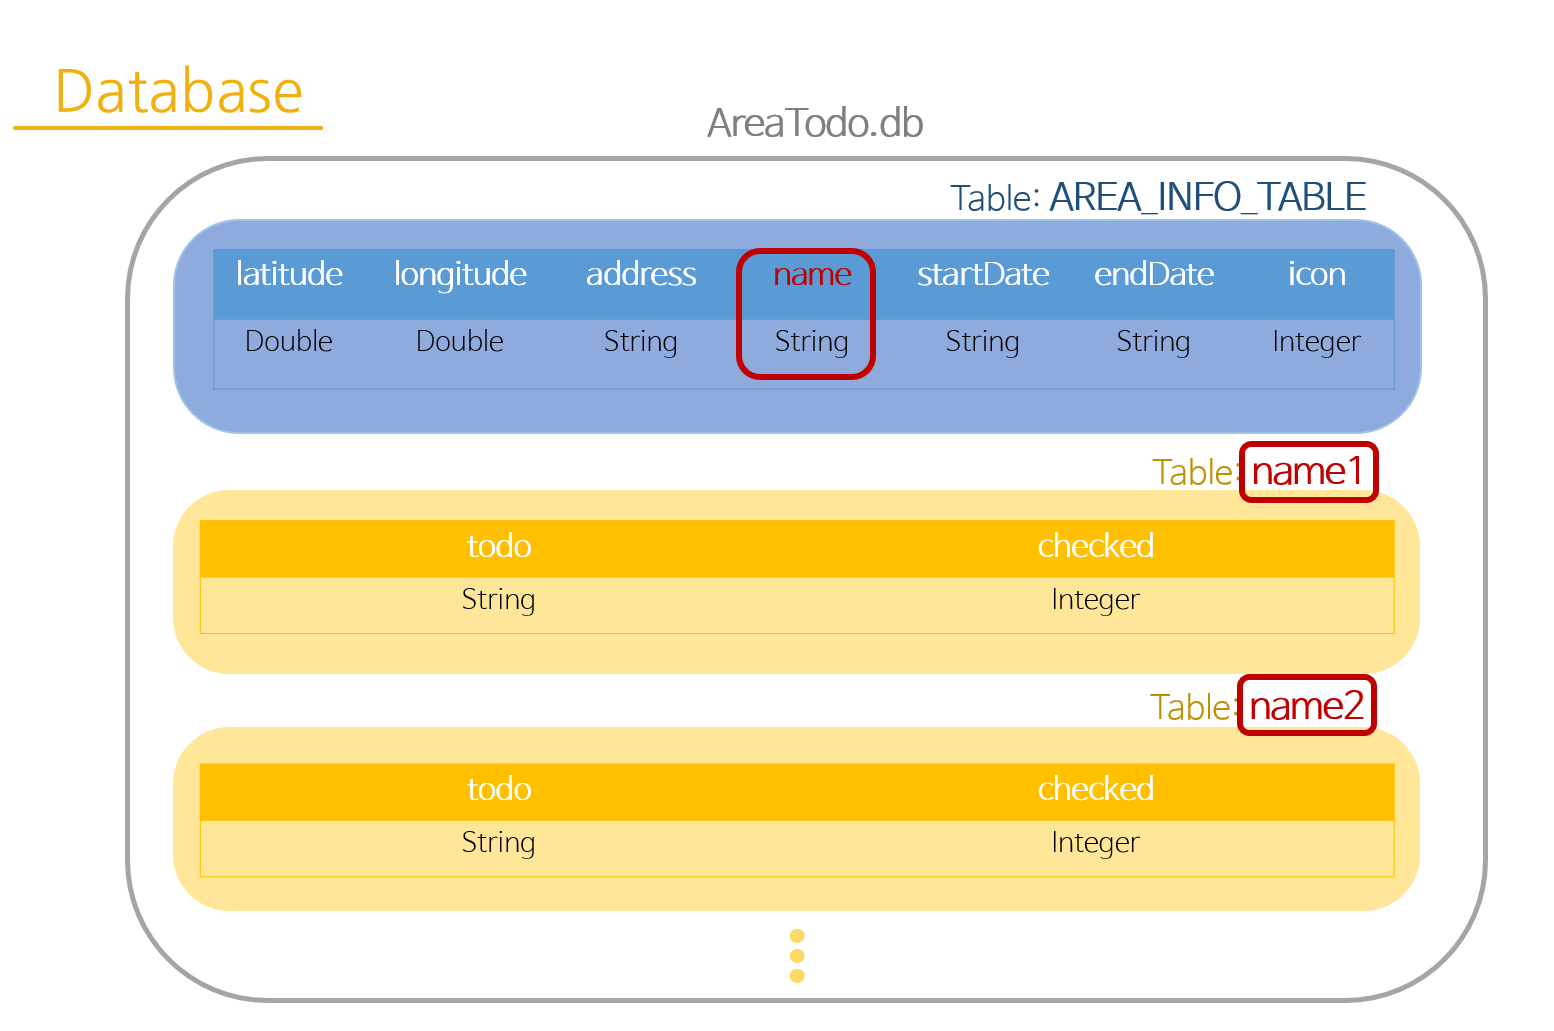 Database
AreaTodo.db
Table: AREA_INFO_TABLE
latitude longitude address name startDate endDate icon
Double Double String String String String Integer
Table: name1
todo checked
String Integer
Table: name2
todo checked
String Integer